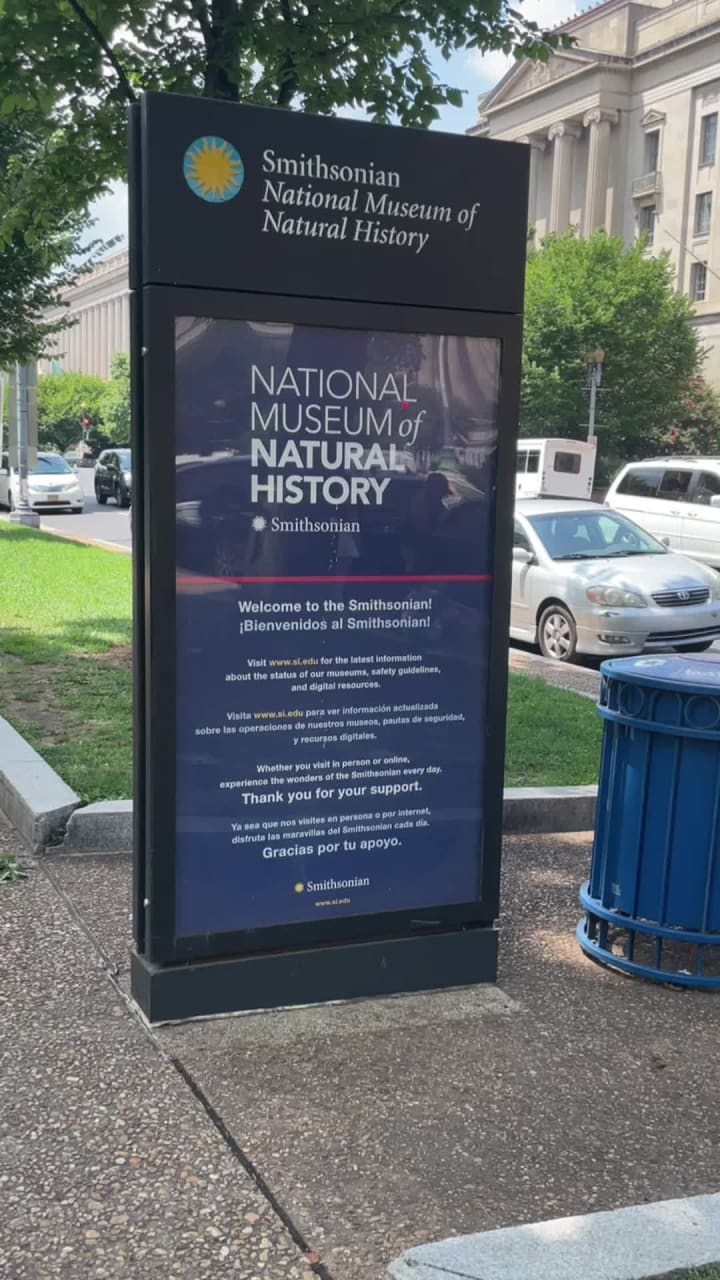 Smithsonian
National Museum of
Natural History
NATIONAL
MUSEUM of
NATURAL
HISTORY
Smithsonian
Welcome to the Smithsonian!
¡Bienvenidos al Smithsonian!
Visit www.si.edu for the latest information
about the status of our museums, safety guidelines,
and digital resources.
Visita www.si.edu para ver información actualizada
sobre las operaciones de nuestros museos, pautas de seguridad,
y recursos digitales.
Whether you visit in person or online,
experience the wonders of the Smithsonian every day.
Thank you for your support.
Ya sea que nos visites en persona o por internet,
disfruta las maravillas del Smithsonian cada día.
Gracias por tu apoyo.
Smithsonian
www.si.edu